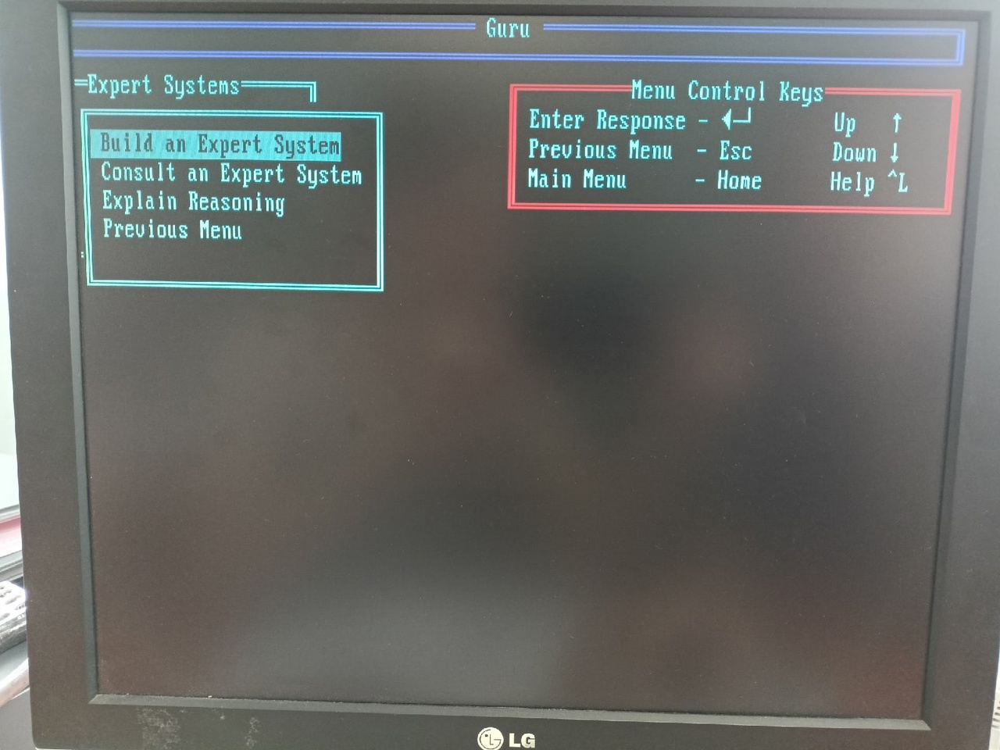 Guru
Expert Systems
Build an Expert System
Consult an Expert System
Explain Reasoning
Previous Menu
Menu Control Keys
Enter Response - ◄┘ Up ↑
Previous Menu - Esc Down ↓
Main Menu - Home Help ^L
LG